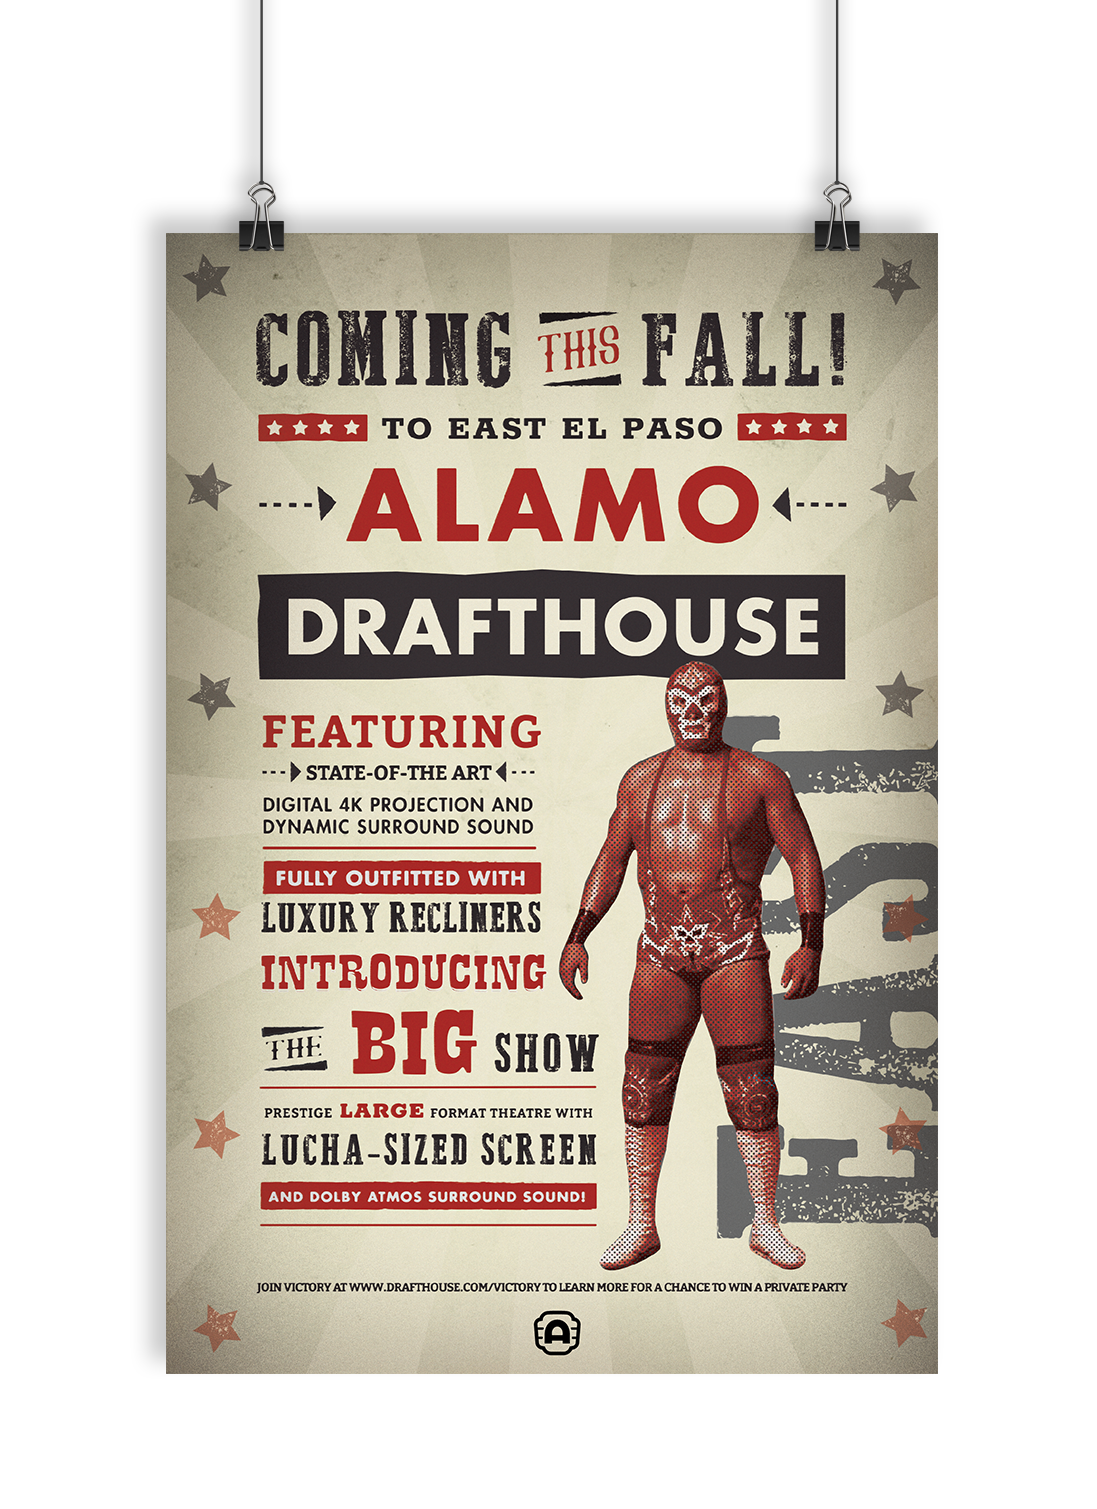 COMING THIS FALL!
TO EAST EL PASO
ALAMO
DRAFTHOUSE
FEATURING
STATE-OF-THE ART
DIGITAL 4K PROJECTION AND
DYNAMIC SURROUND SOUND
FULLY OUTFITTED WITH
LUXURY RECLINERS
INTRODUCING
THE BIG SHOW
PRESTIGE LARGE FORMAT THEATRE WITH
LUCHA-SIZED SCREEN
AND DOLBY ATMOS SURROUND SOUND!
EAST
JOIN VICTORY AT WWW.DRAFTHOUSE.COM/VICTORY TO LEARN MORE FOR A CHANCE TO WIN A PRIVATE PARTY
A